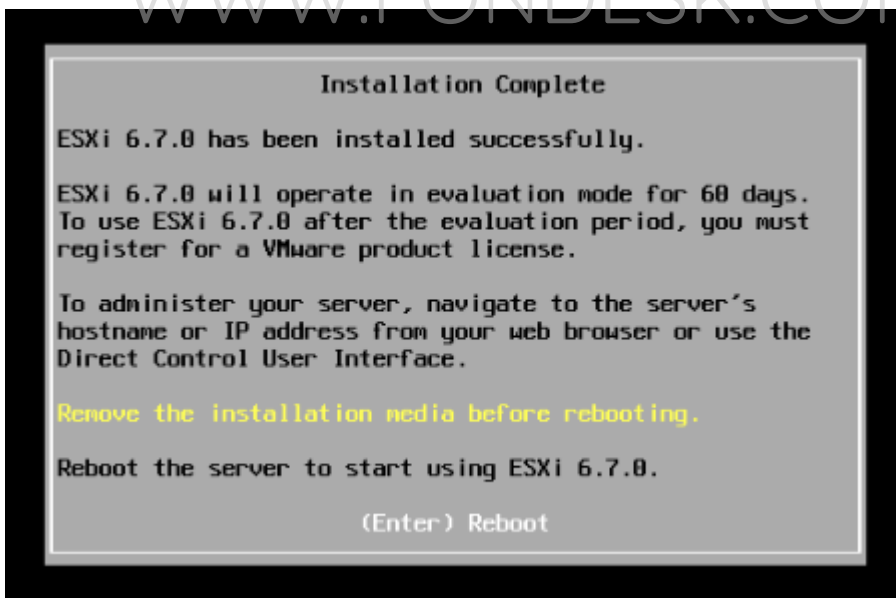 WWW.FONDESK.COM
Installation Complete
ESXi 6.7.0 has been installed successfully.
ESXi 6.7.0 will operate in evaluation mode for 60 days.
To use ESXi 6.7.0 after the evaluation period, you must
register for a VMware product license.
To administer your server, navigate to the server's
hostname or IP address from your web browser or use the
Direct Control User Interface.
Remove the installation media before rebooting.
Reboot the server to start using ESXi 6.7.0.
(Enter) Reboot